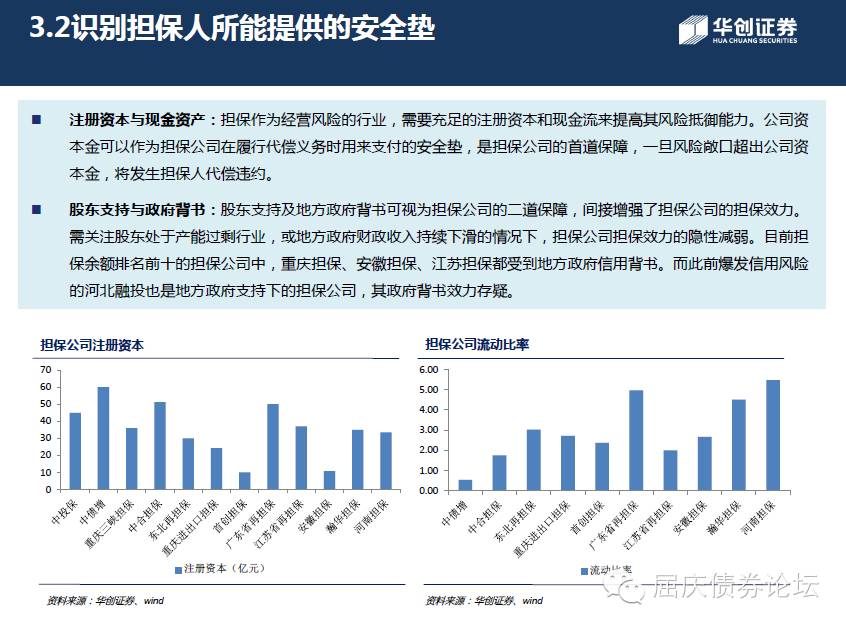 3.2识别担保人所能提供的安全垫
华创证券
HUA CHUANG SECURITIES
■ 注册资本与现金资产：担保作为经营风险的行业，需要充足的注册资本和现金流来提高其风险抵御能力。公司资
本金可以作为担保公司在履行代偿义务时用来支付的安全垫，是担保公司的首道保障，一旦风险敞口超出公司资
本金，将发生担保人代偿违约。
■ 股东支持与政府背书：股东支持及地方政府背书可视为担保公司的二道保障，间接增强了担保公司的担保效力。
需关注股东处于产能过剩行业，或地方政府财政收入持续下滑的情况下，担保公司担保效力的隐性减弱。目前担
保余额排名前十的担保公司中，重庆担保、安徽担保、江苏担保都受到地方政府信用背书。而此前爆发信用风险
的河北融投也是地方政府支持下的担保公司，其政府背书效力存疑。
担保公司注册资本
70
60
50
40
30
20
10
0
中投保
中债增
重庆三峡担保
中合担保
东北再担保
重庆进出口担保
首创担保
广东省再担保
江苏省再担保
安徽担保
瀚华担保
河南担保
注册资本（亿元）
资料来源：华创证券、wind
担保公司流动比率
6.00
5.00
4.00
3.00
2.00
1.00
0.00
中债增
中合担保
东北再担保
重庆进出口担保
首创担保
广东省再担保
江苏省再担保
安徽担保
瀚华担保
河南担保
流动比率
资料来源：华创证券、wind
屈庆债券论坛